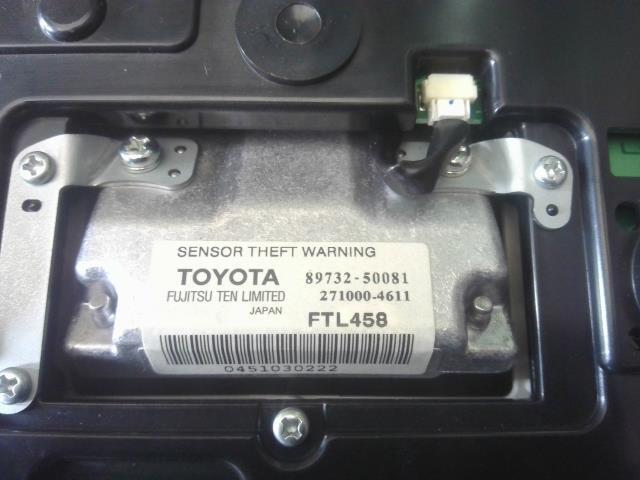 SENSOR THEFT WARNING
TOYOTA 89732-50081
FUJITSU TEN LIMITED 271000-4611
JAPAN FTL458
0451030222